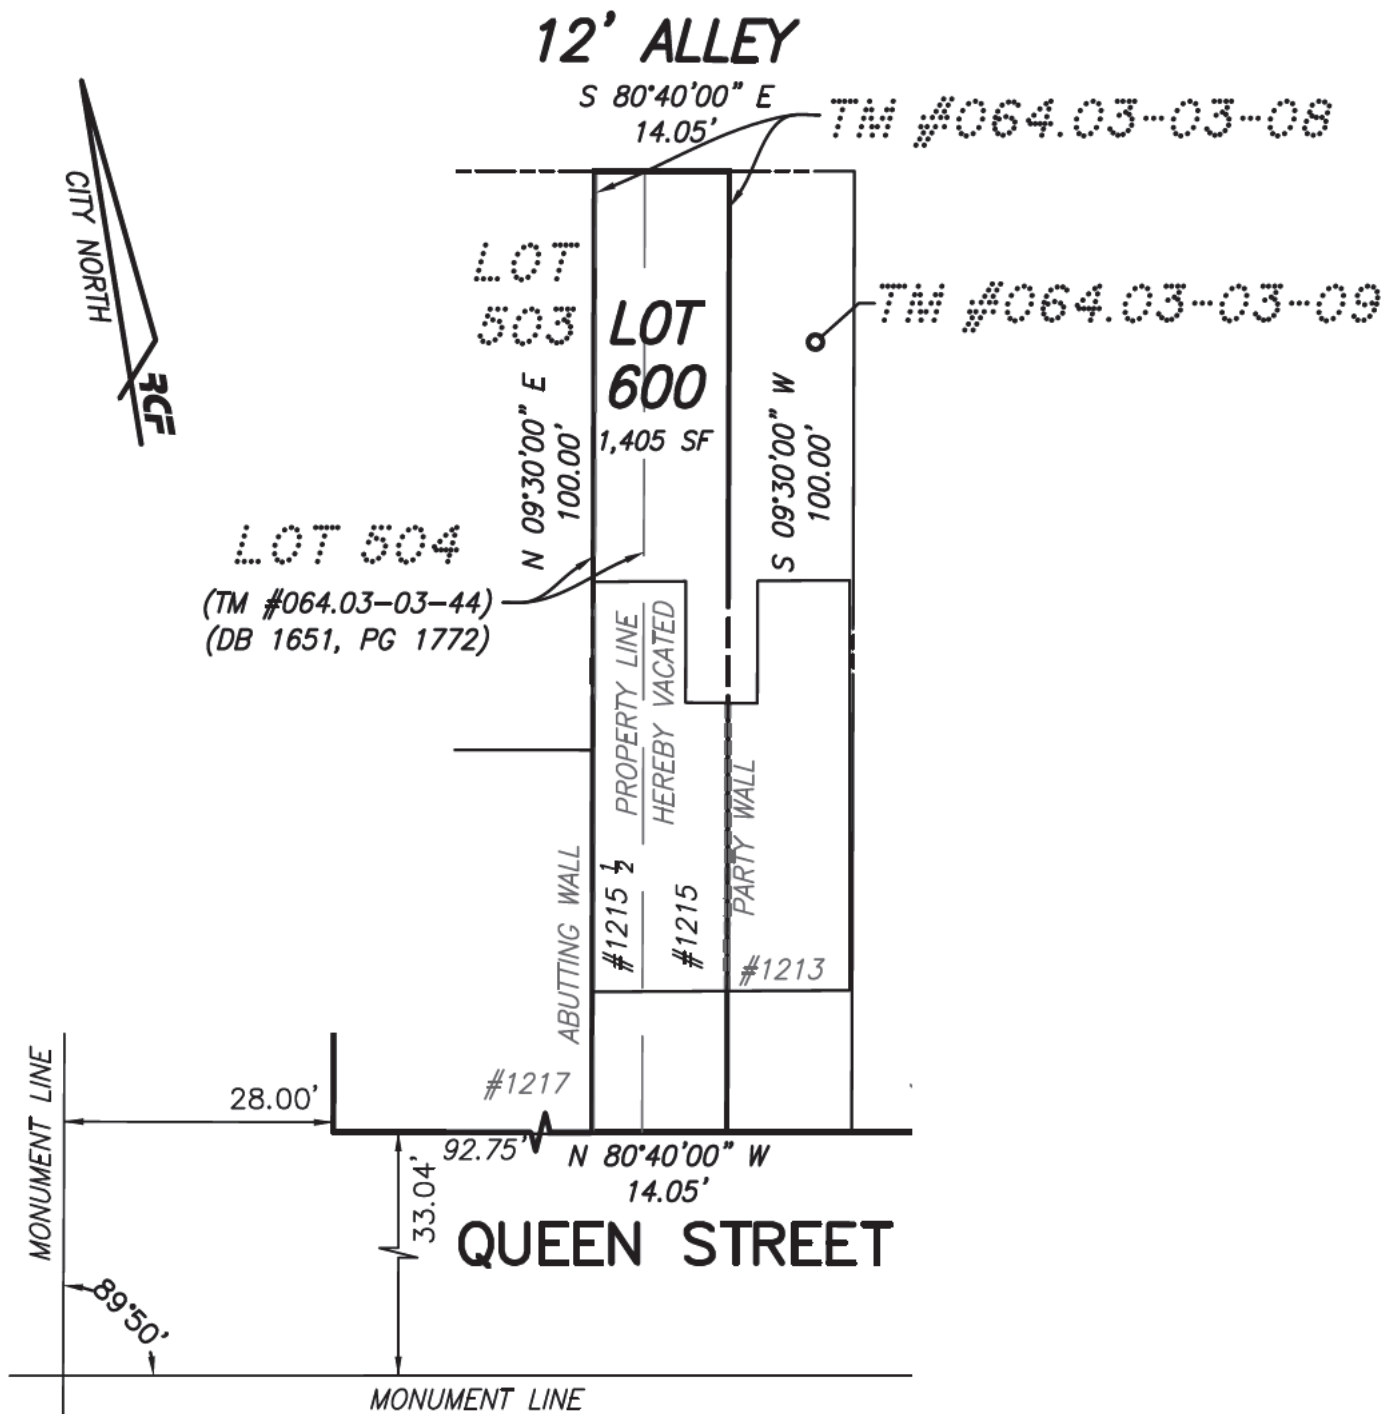 12' ALLEY
S 80°40'00" E
14.05'
TM #064.03-03-08
CITY NORTH
RCF
LOT
503
LOT
600
1,405 SF
TM #064.03-03-09
N 09°30'00" E
100.00'
S 09°30'00" W
100.00'
LOT 504
(TM #064.03-03-44)
(DB 1651, PG 1772)
PROPERTY LINE
HEREBY VACATED
PARTY WALL
ABUTTING WALL
#1215 1/2
#1215
#1213
#1217
MONUMENT LINE
28.00'
92.75'
N 80°40'00" W
14.05'
33.04'
QUEEN STREET
89°50'
MONUMENT LINE